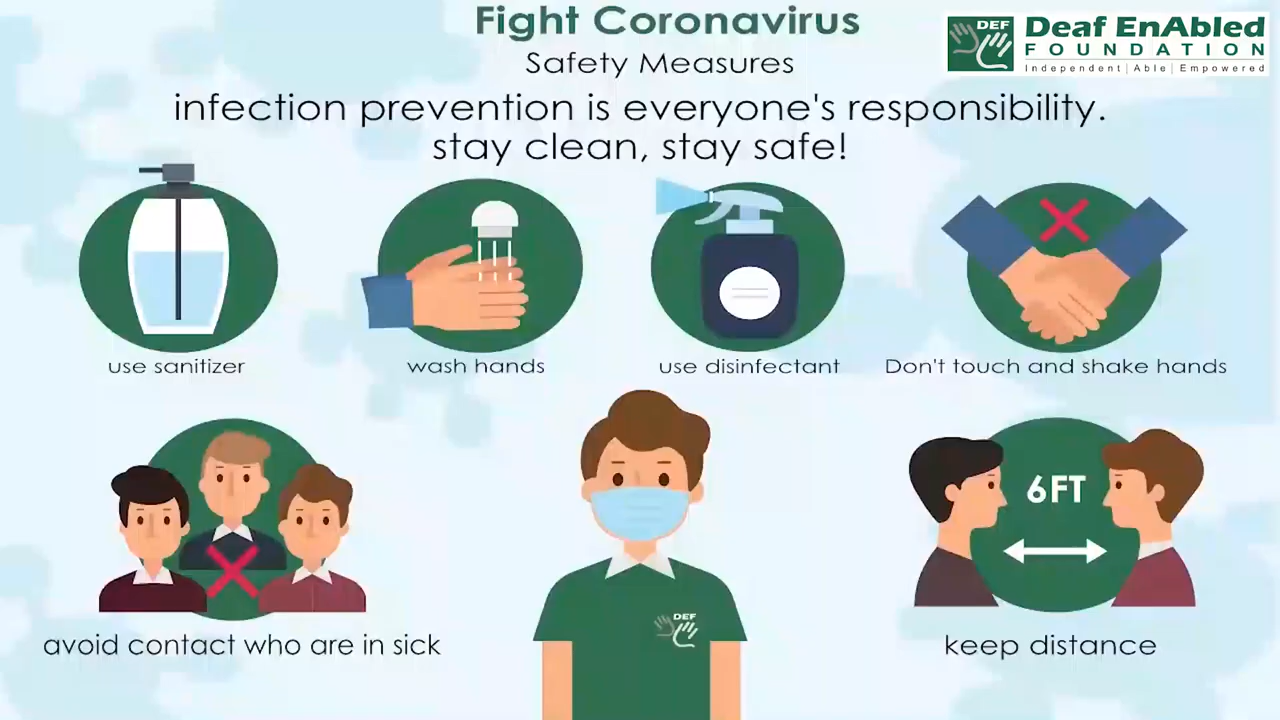 Fight Coronavirus
Safety Measures
DEF
Deaf EnAbled
FOUNDATION
Independent | Able | Empowered
infection prevention is everyone's responsibility.
stay clean, stay safe!
use sanitizer
wash hands
use disinfectant
Don't touch and shake hands
6FT
DEF
avoid contact who are in sick
keep distance